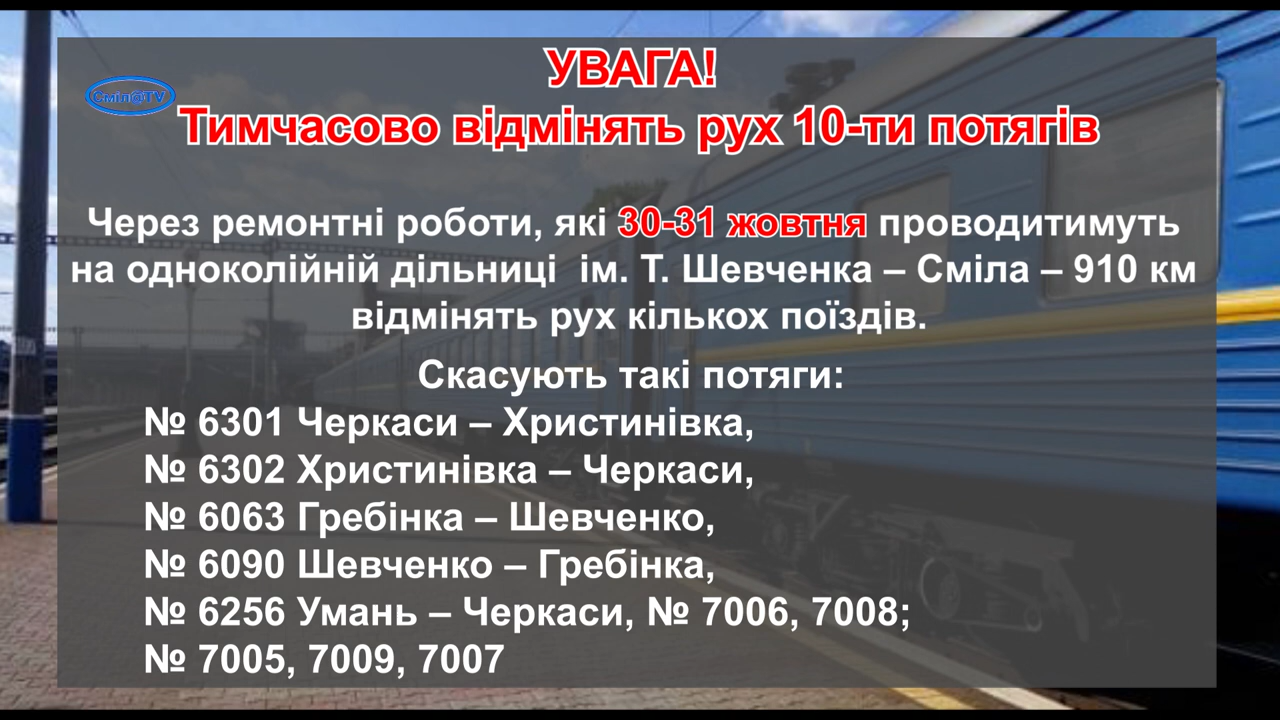 УВАГА!
Сміл@TV
Тимчасово відмінять рух 10-ти потягів
Через ремонтні роботи, які 30-31 жовтня проводитимуть
на одноколійній дільниці ім. Т. Шевченка – Сміла – 910 км
відмінять рух кількох поїздів.
Скасують такі потяги:
№ 6301 Черкаси – Христинівка,
№ 6302 Христинівка – Черкаси,
№ 6063 Гребінка – Шевченко,
№ 6090 Шевченко – Гребінка,
№ 6256 Умань – Черкаси, № 7006, 7008;
№ 7005, 7009, 7007